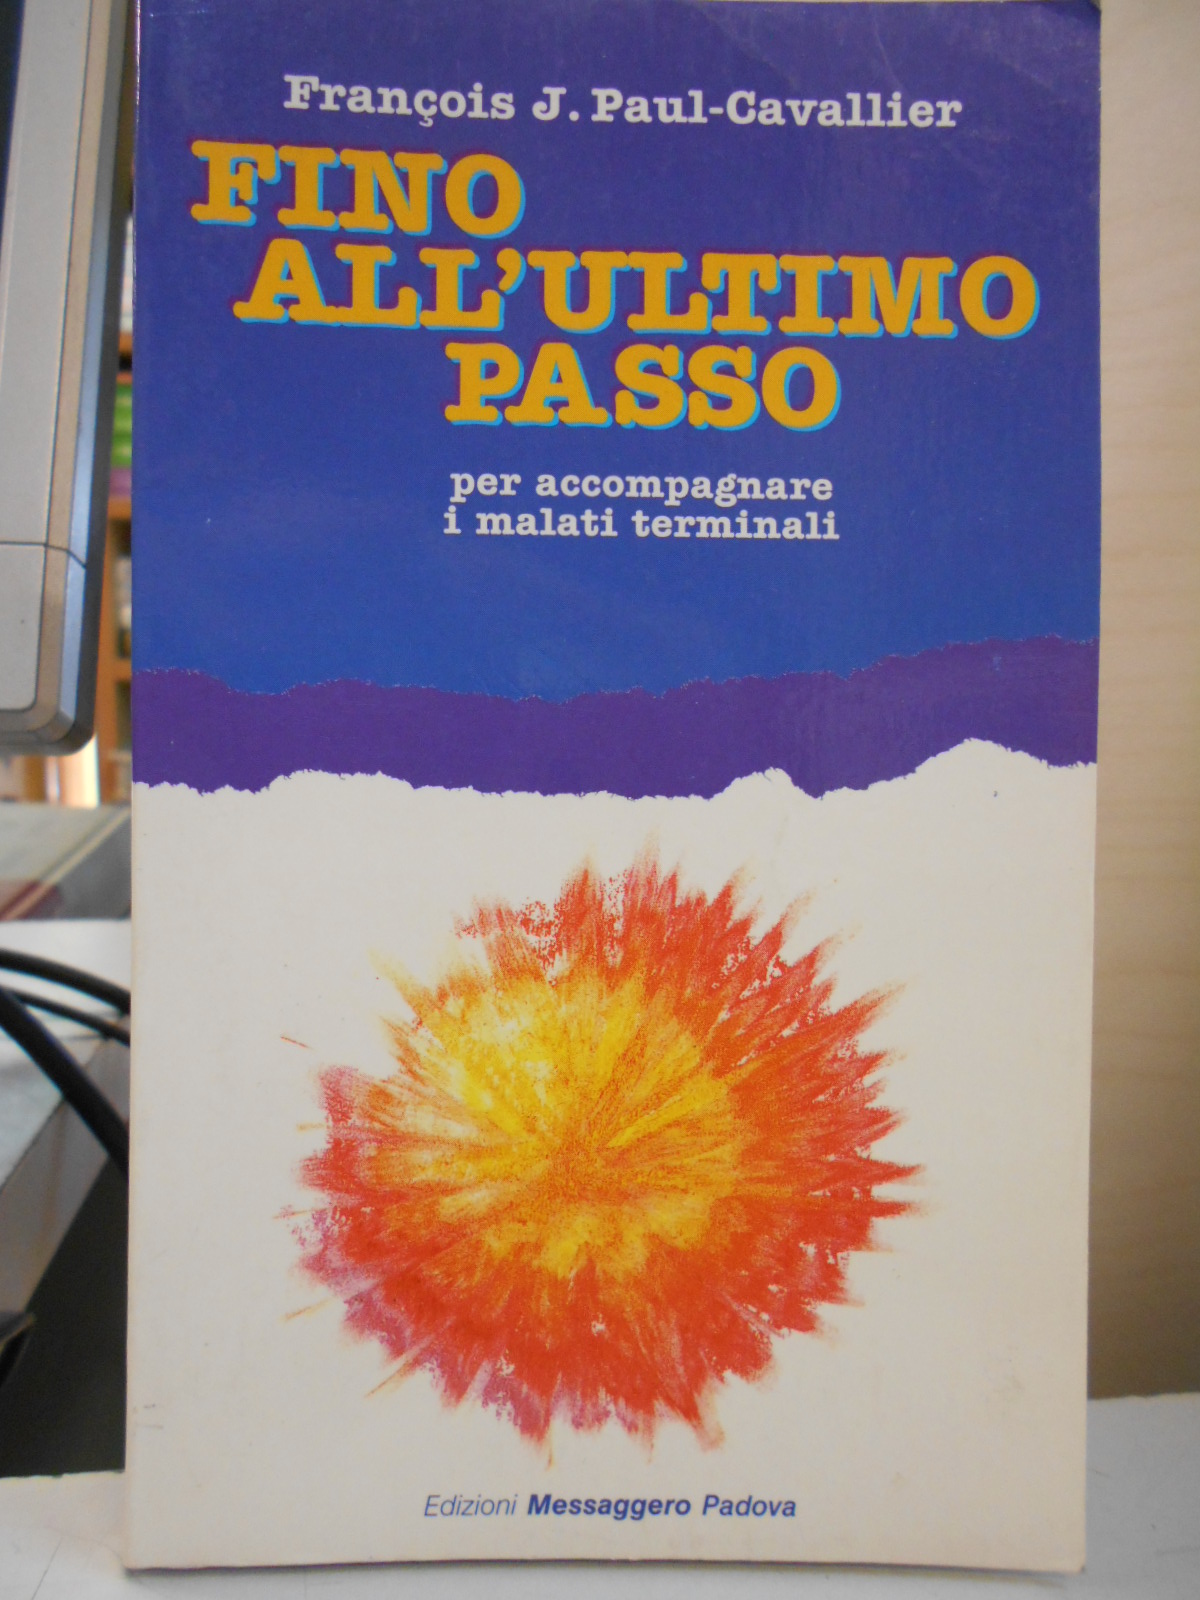 François J. Paul-Cavallier
FINO
ALL'ULTIMO
PASSO
per accompagnare
i malati terminali
Edizioni Messaggero Padova